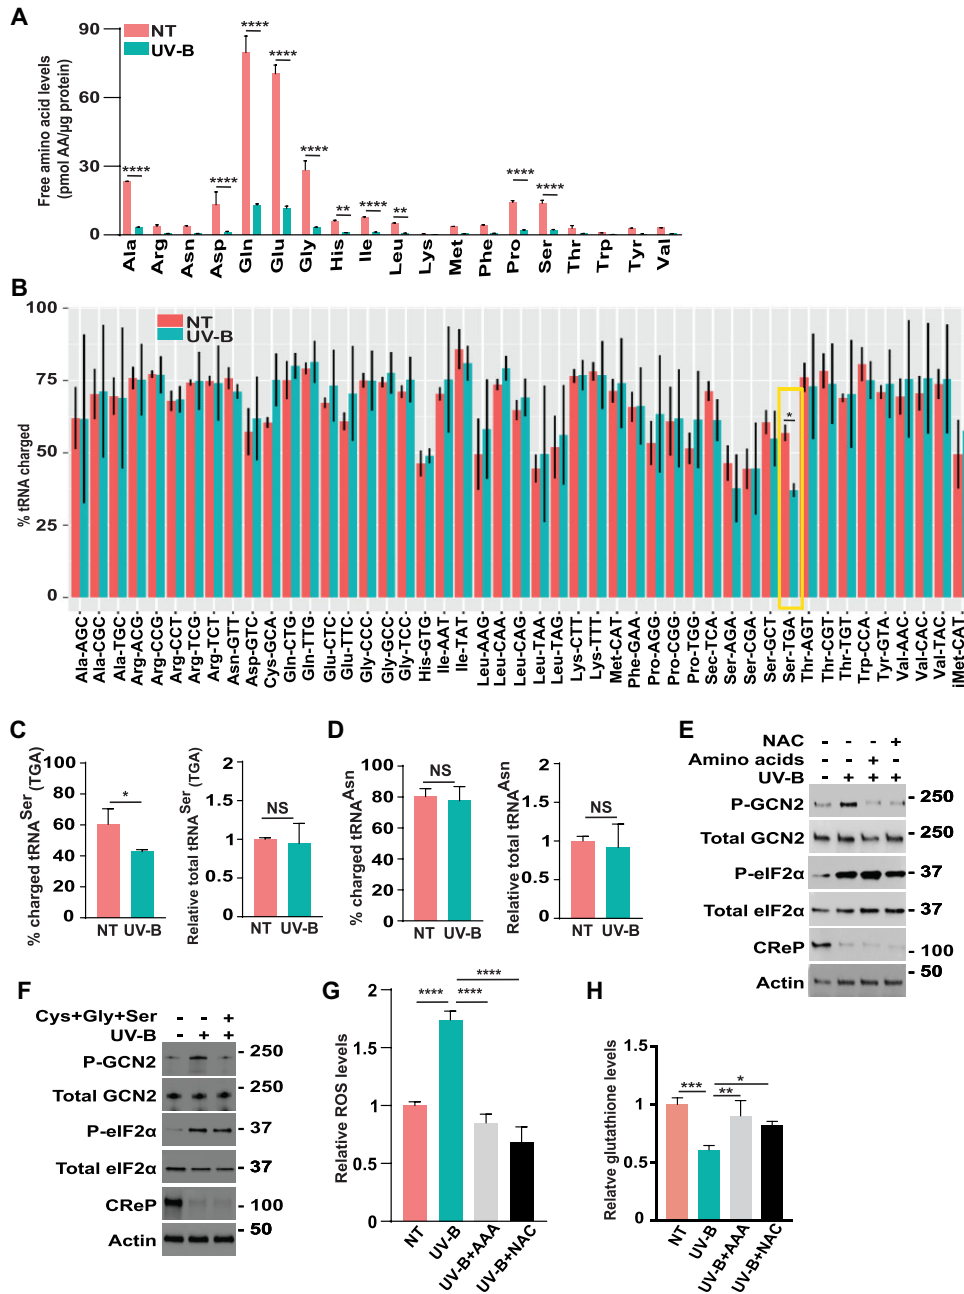 A
90
60
30
0
Free amino acid levels
(pmol AA/µg protein)
NT
UV-B
****
****
****
****
****
**
****
**
****
****
Ala
Arg
Asn
Asp
Gln
Glu
Gly
His
Ile
Leu
Lys
Met
Phe
Pro
Ser
Thr
Trp
Tyr
Val
B
100
75
50
25
0
% tRNA charged
NT
UV-B
*
Ala-AGC
Ala-CGC
Ala-TGC
Arg-ACG
Arg-CCG
Arg-CCT
Arg-TCG
Arg-TCT
Asn-GTT
Asp-GTC
Cys-GCA
Gln-CTG
Gln-TTG
Glu-CTC
Glu-TTC
Gly-CCC
Gly-GCC
Gly-TCC
His-GTG
Ile-AAT
Ile-TAT
Leu-AAG
Leu-CAA
Leu-CAG
Leu-TAA
Leu-TAG
Lys-CTT
Lys-TTT
Met-CAT
Phe-GAA
Pro-AGG
Pro-CGG
Pro-TGG
Sec-TCA
Ser-AGA
Ser-CGA
Ser-GCT
Ser-TGA
Thr-AGT
Thr-CGT
Thr-TGT
Trp-CCA
Tyr-GTA
Val-AAC
Val-CAC
Val-TAC
iMet-CAT
C
100
80
60
40
20
0
% charged tRNA Ser (TGA)
*
NT UV-B
2
1.5
1
0.5
0
Relative total tRNA Ser (TGA)
NS
NT UV-B
D
100
80
60
40
20
0
% charged tRNA Asn
NS
NT UV-B
2
1.5
1
0.5
0
Relative total tRNA Asn
NS
NT UV-B
E
NAC - - - +
Amino acids - - + -
UV-B - + + +
P-GCN2 - 250
Total GCN2 - 250
P-eIF2α - 37
Total eIF2α - 37
CReP - 100
Actin - 50
F
Cys+Gly+Ser - - +
UV-B - + +
P-GCN2 - 250
Total GCN2 - 250
P-eIF2α - 37
Total eIF2α - 37
CReP - 100
Actin - 50
G
2
1.5
1
0.5
0
Relative ROS levels
****
****
****
NT
UV-B
UV-B+AAA
UV-B+NAC
H
1.5
1
0.5
0
Relatve glutathione levels
***
**
*
NT
UV-B
UV-B+AAA
UV-B+NAC